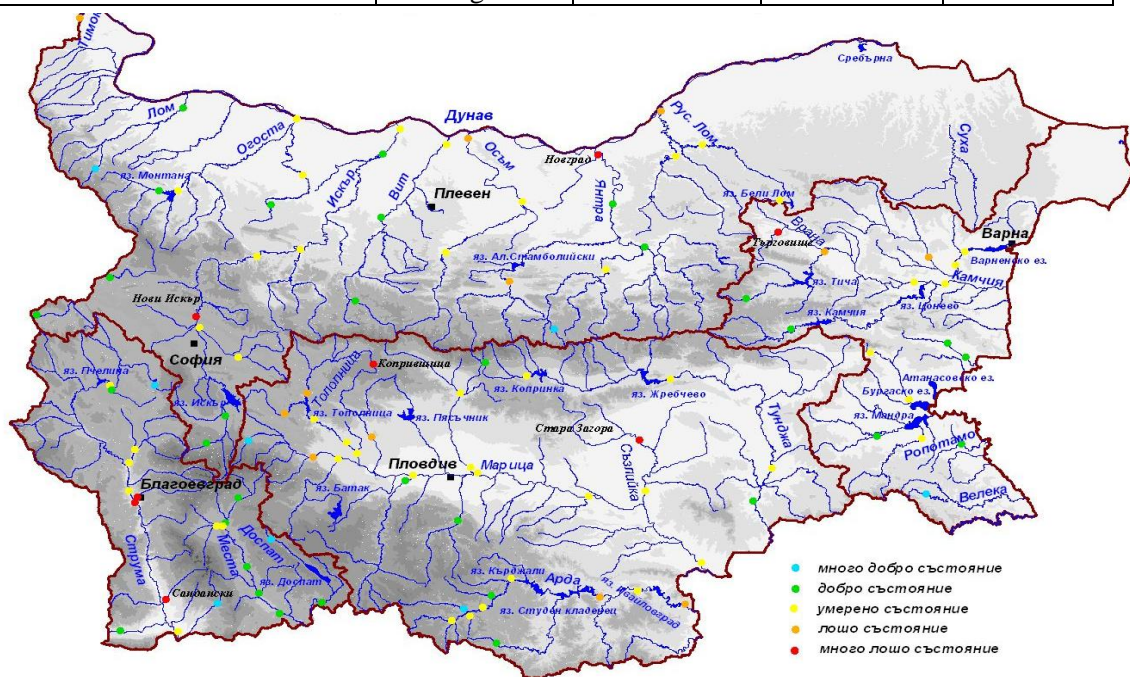 g
Тимок
Сребърна
Лом
Дунав
Рус. Лом
Огоста
Осъм
Новград
Суха
Искър
Вит
Янтра
яз. Монтана
Плевен
яз. Бели Лом
Врана
Търговище
Варна
яз. Ал.Стамболийски
Варненско ез.
яз. Тича
Камчия
Нови Искър
яз. Цонево
яз. Камчия
София
Копривщица
Тополница
яз. Пчелина
яз. Копринка
Атанасовско ез.
яз. Искър
яз. Жребчево
Бургаско ез.
яз. Тополница
яз. Пясъчник
яз. Мандра
Стара Загора
Тунджа
Ропотамо
Пловдив
Марица
Сазлийка
Благоевград
яз. Батак
Велека
Струма
Места
Доспат
яз. Доспат
яз. Кърджали
Арда
яз. Ивайловград
Сандански
яз. Студен кладенец
много добро състояние
добро състояние
умерено състояние
лошо състояние
много лошо състояние